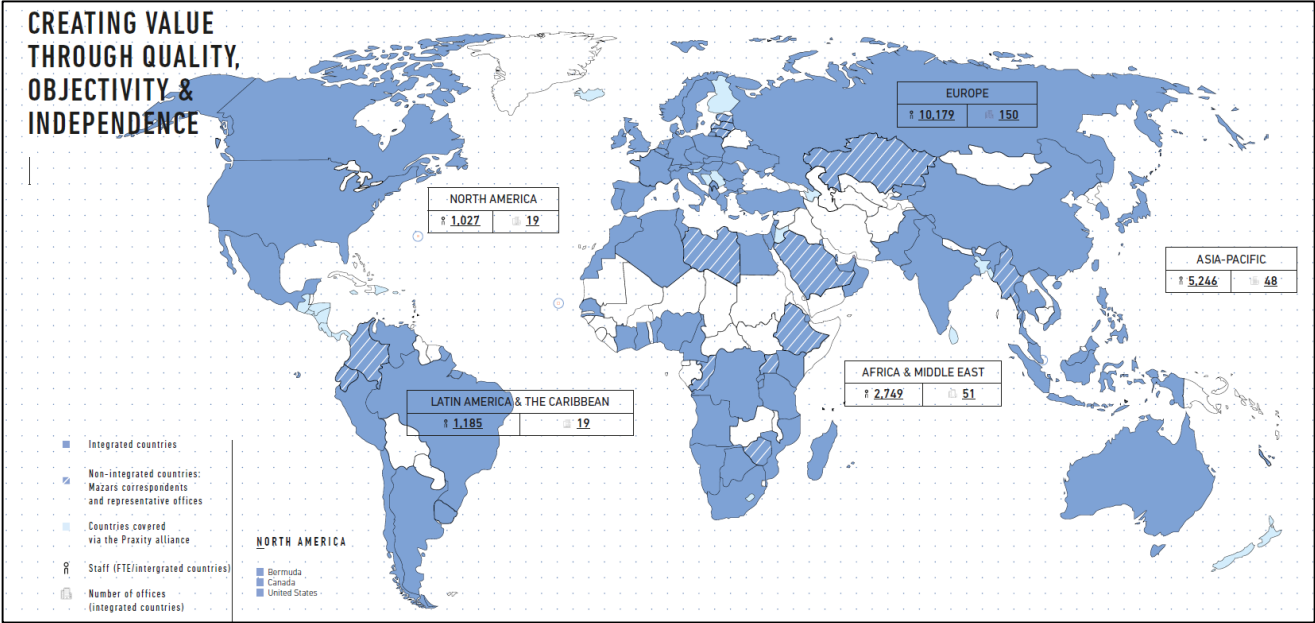 CREATING VALUE
THROUGH QUALITY,
OBJECTIVITY &
INDEPENDENCE
EUROPE
10,179 150
NORTH AMERICA
1,027 19
ASIA-PACIFIC
5,246 48
AFRICA & MIDDLE EAST
2,749 51
LATIN AMERICA & THE CARIBBEAN
1,185 19
Integrated countries
Non-integrated countries:
Mazars correspondents
and representative offices
Countries covered
via the Praxity alliance
Staff (FTE/intergrated countries)
Number of offices
(integrated countries)
NORTH AMERICA
Bermuda
Canada
United States